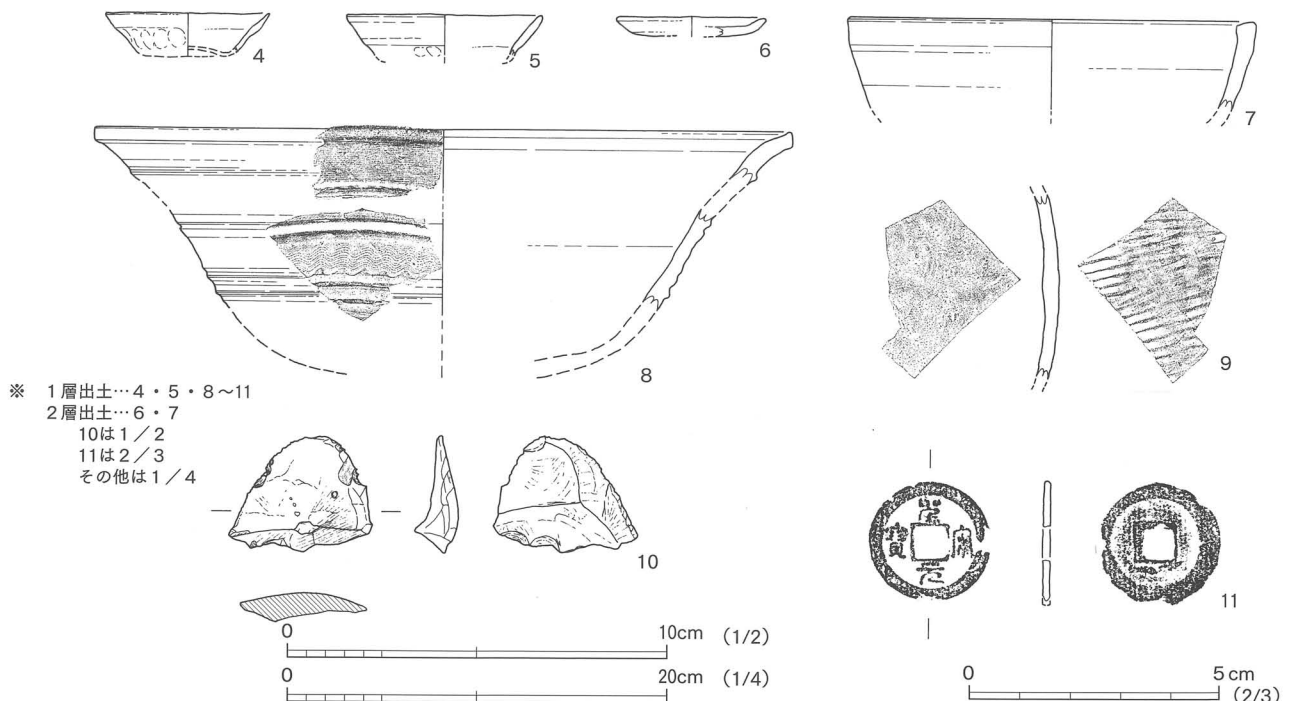 4
5
6
7
8
9
※ 1層出土…4・5・8～11
2層出土…6・7
10は1／2
11は2／3
その他は1／4
10
11
0 10cm (1/2)
0 20cm (1/4)
0 5cm
(2/3)